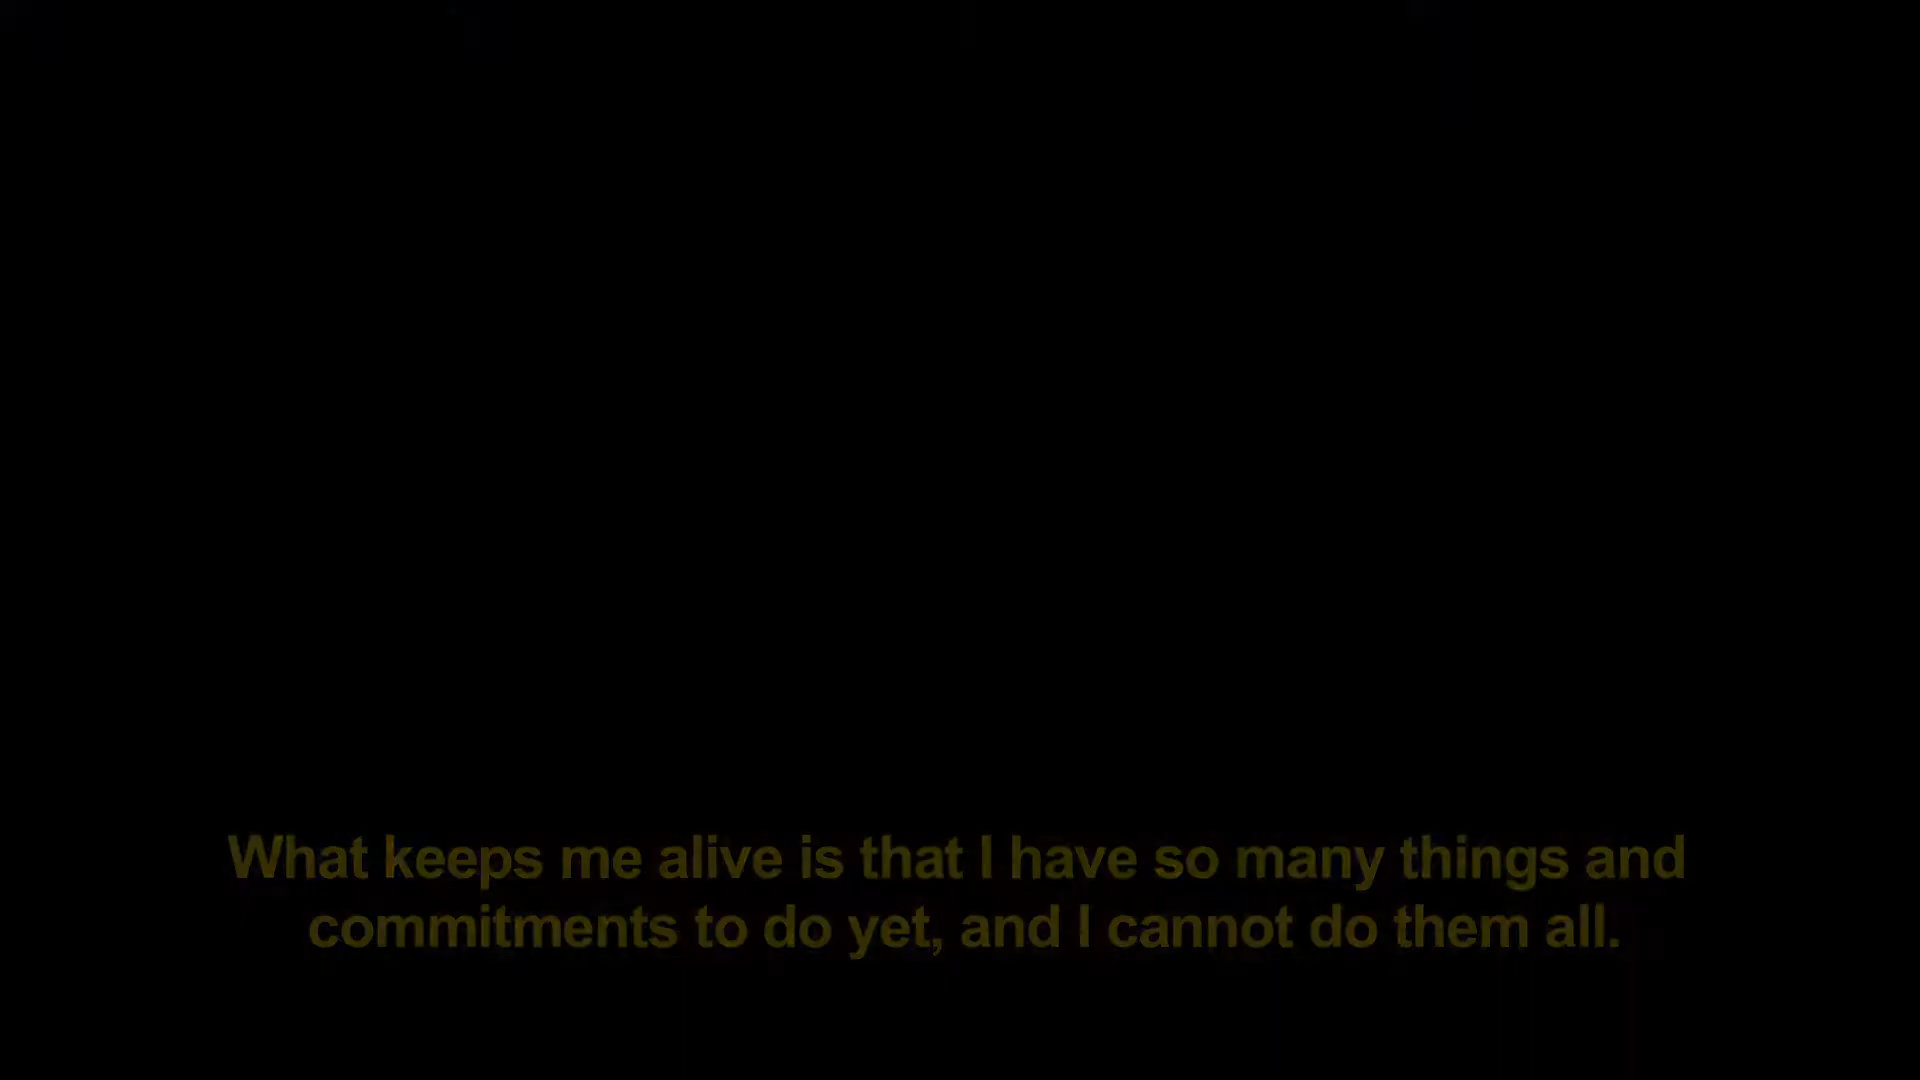 What keeps me alive is that I have so many things and
commitments to do yet, and I cannot do them all.